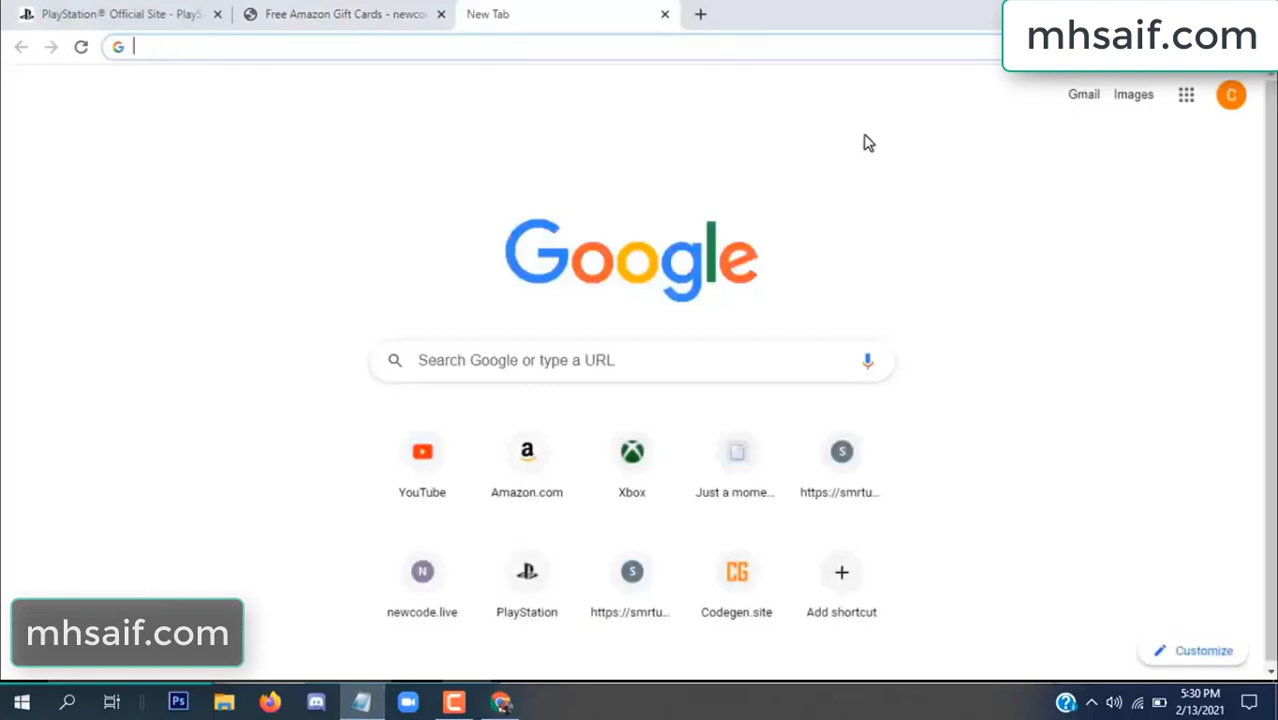 PlayStation® Official Site - PlayS
Free Amazon Gift Cards - newco
New Tab
mhsaif.com
Gmail
Images
C
Google
Search Google or type a URL
YouTube
Amazon.com
Xbox
Just a mome...
S
https://smrtu...
N
newcode.live
PlayStation
S
https://smrtu...
CG
Codegen.site
Add shortcut
mhsaif.com
Customize
Ps
5:30 PM
2/13/2021